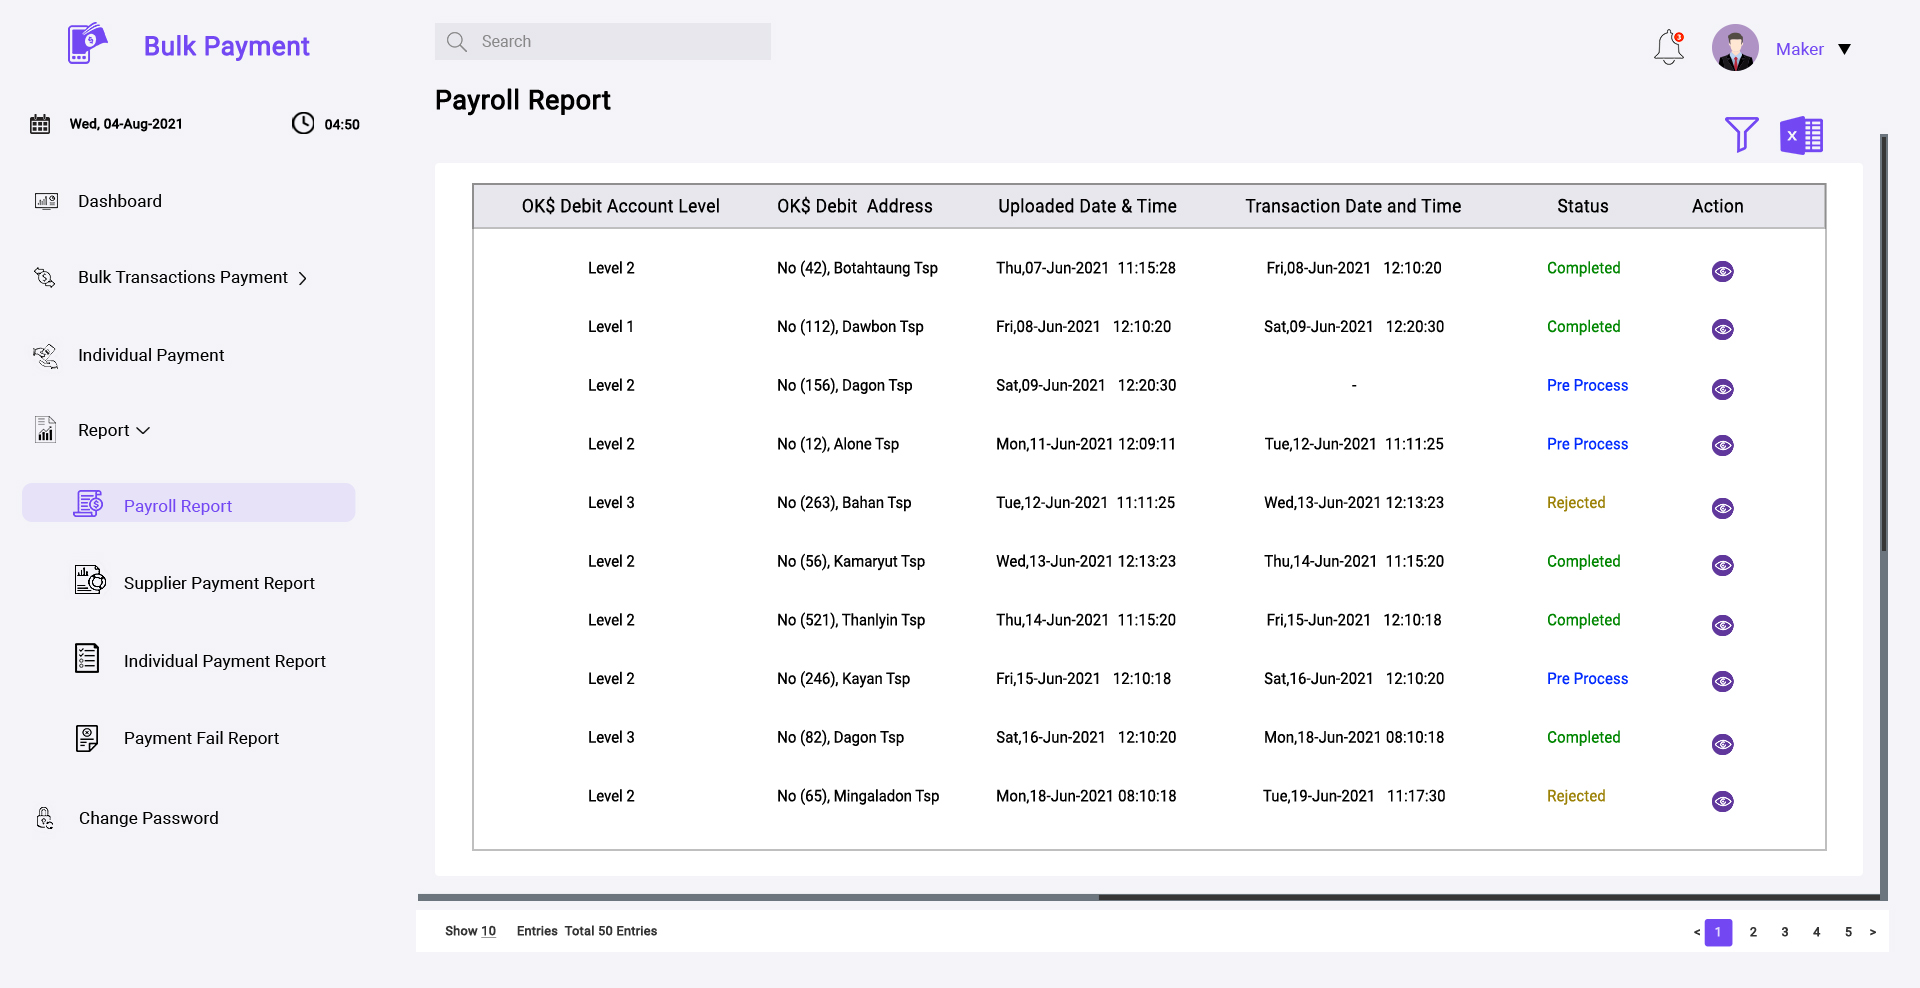 Bulk Payment
Search
3
Maker
Payroll Report
Wed, 04-Aug-2021
04:50
X
Dashboard
Bulk Transactions Payment
Individual Payment
Report
Payroll Report
Supplier Payment Report
Individual Payment Report
Payment Fail Report
Change Password
OK$ Debit Account Level OK$ Debit Address Uploaded Date & Time Transaction Date and Time Status Action
Level 2 No (42), Botahtaung Tsp Thu,07-Jun-2021 11:15:28 Fri,08-Jun-2021 12:10:20 Completed
Level 1 No (112), Dawbon Tsp Fri,08-Jun-2021 12:10:20 Sat,09-Jun-2021 12:20:30 Completed
Level 2 No (156), Dagon Tsp Sat,09-Jun-2021 12:20:30 - Pre Process
Level 2 No (12), Alone Tsp Mon,11-Jun-2021 12:09:11 Tue,12-Jun-2021 11:11:25 Pre Process
Level 3 No (263), Bahan Tsp Tue,12-Jun-2021 11:11:25 Wed,13-Jun-2021 12:13:23 Rejected
Level 2 No (56), Kamaryut Tsp Wed,13-Jun-2021 12:13:23 Thu,14-Jun-2021 11:15:20 Completed
Level 2 No (521), Thanlyin Tsp Thu,14-Jun-2021 11:15:20 Fri,15-Jun-2021 12:10:18 Completed
Level 2 No (246), Kayan Tsp Fri,15-Jun-2021 12:10:18 Sat,16-Jun-2021 12:10:20 Pre Process
Level 3 No (82), Dagon Tsp Sat,16-Jun-2021 12:10:20 Mon,18-Jun-2021 08:10:18 Completed
Level 2 No (65), Mingaladon Tsp Mon,18-Jun-2021 08:10:18 Tue,19-Jun-2021 11:17:30 Rejected
Show 10 Entries Total 50 Entries
< 1 2 3 4 5 >